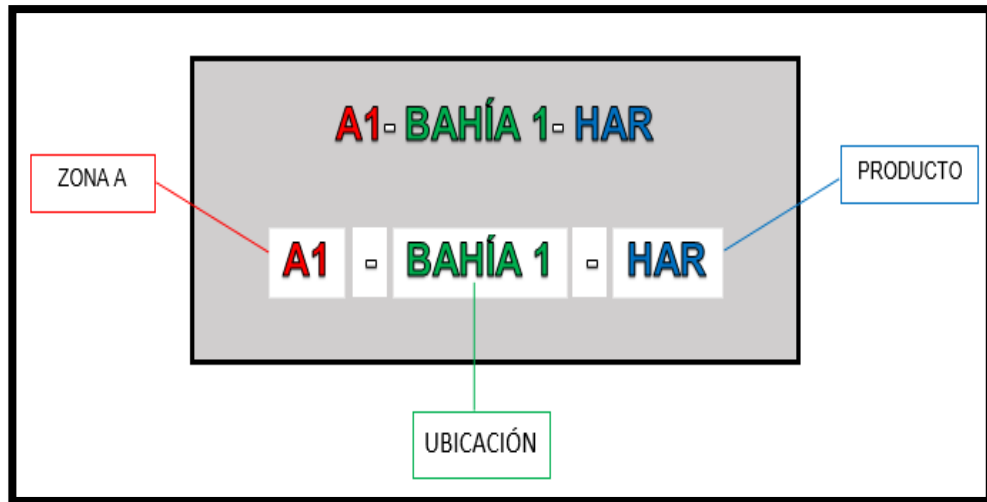 A1- BAHÍA 1- HAR
ZONA A
PRODUCTO
A1 - BAHÍA 1 - HAR
UBICACIÓN